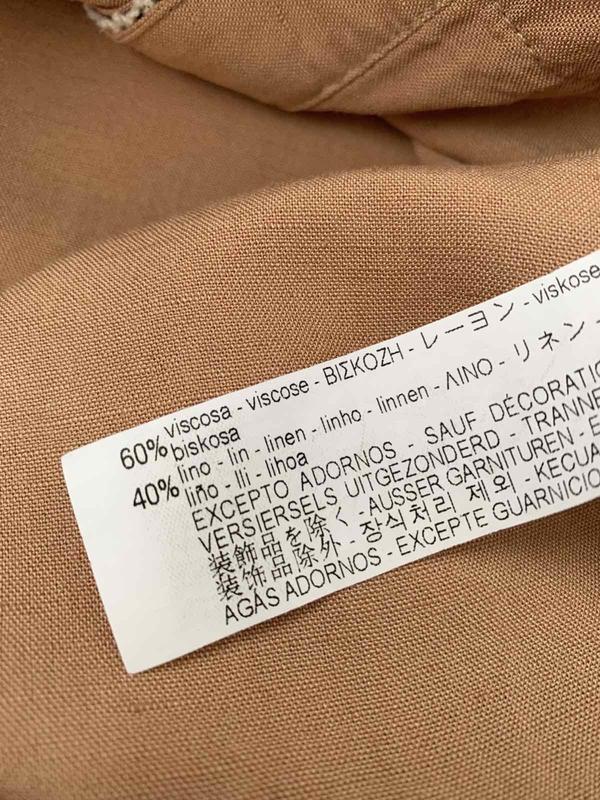 60% viscosa - viscose - ΒΙΣΚΟΖΗ - レーヨン - viskose
biskosa
40% lino - lin - linen - linho - linnen - ΛΙΝΟ - リネン -
liño - lli - lihoa
EXCEPTO ADORNOS - SAUF DÉCORATIO
VERSIERSELS UITGEZONDERD - TRANNE
装飾品を除く - AUSSER GARNITUREN - E
装饰品除外 - 장식처리 제외 - KECUA
AGAS ADORNOS - EXCEPTE GUARNICIO